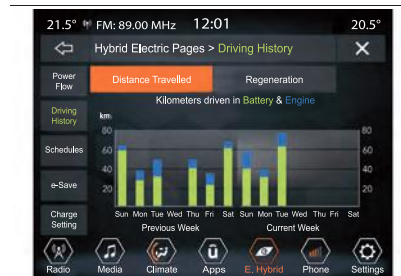 21.5° FM: 89.00 MHz 12:01 20.5°
Hybrid Electric Pages > Driving History
Power Flow
Distance Travelled Regeneration
Kilometers driven in Battery & Engine
Driving History
km
80 80
60 60
Schedules
40 40
e-Save
20 20
Charge Setting
Sun Mon Tue Wed Thu Fri Sat Sun Mon Tue Wed Thu Fri Sat
Previous Week Current Week
Radio Media Climate Apps E. Hybrid Phone Settings